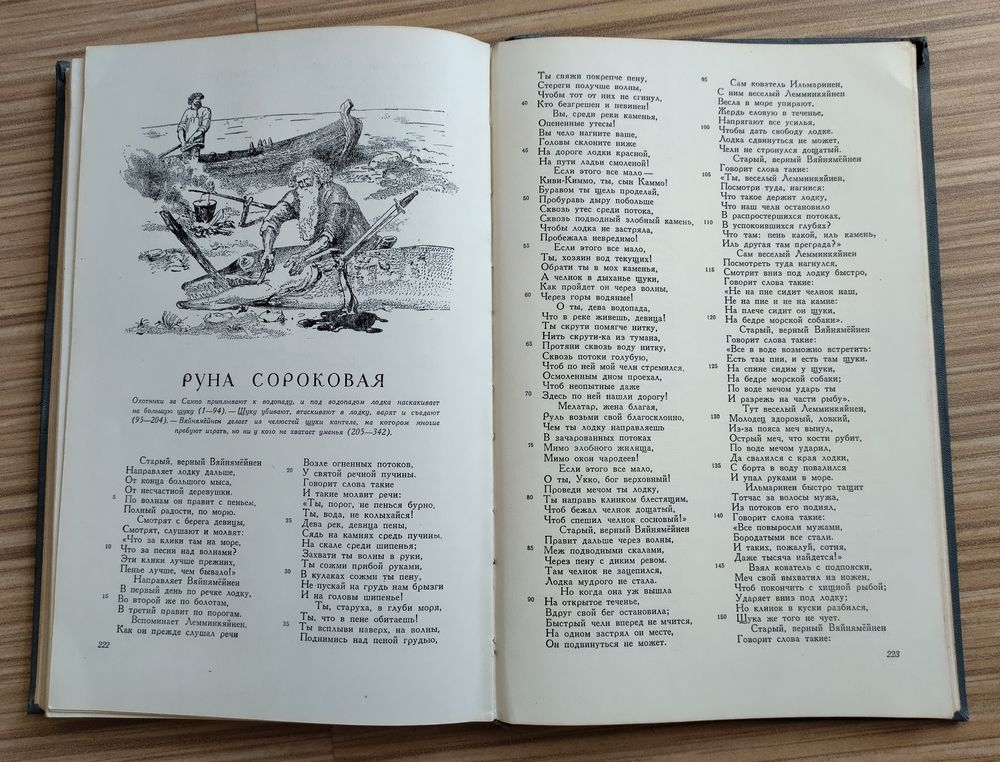 РУНА СОРОКОВАЯ
Охотники за Сампо приплывают к водопаду, и под водопадом лодка наскакивает
на большую щуку (1—94). — Щуку убивают, втаскивают в лодку, варят и съедают
(95—204). — Вяйнямёйнен делает из челюстей щуки кантеле, на котором многие
пробуют играть, но ни у кого не хватает уменья (205—342).
Старый, верный Вяйнямёйнен
Направляет лодку дальше,
От конца большого мыса,
От несчастной деревушки.
5 По волнам он правит с пеньем,
Полный радости, по морю.
Смотрят с берега девицы,
Смотрят, слушают и молвят:
«Что за клики там на море,
10 Что за песни над волнами?
Эти клики лучше прежних,
Пенье лучше, чем бывало!»
Направляет Вяйнямёйнен
В первый день по речке лодку,
15 Во второй же по болотам,
В третий правит по порогам.
Вспоминает Лемминкяйнен,
Как он прежде слушал речи
Возле огненных потоков,
20 У святой речной пучины.
Говорит слова такие
И такие молвит речи:
«Ты, порог, не пенься бурно,
Ты, вода, не колыхайся!
25 Дева рек, девица пены,
Сядь на камнях средь пучины.
На скале среди шипенья;
Захвати ты волны в руки,
Ты сожми прибой руками,
30 В кулаках сожми ты пену,
Не пускай на грудь нам брызги
И на головы шипенье!
Ты, старуха, в глуби моря,
Ты, что в пене обитаешь!
35 Ты всплыви наверх, на волны,
Поднимись над пеной грудью,
222
Ты свяжи покрепче пену,
Стереги получше волны,
Чтобы тот от них не сгинул,
40 Кто безгрешен и невинен!
Вы, среди реки каменья,
Опененные утесы!
Вы чело нагните ваше,
Головы склоните ниже
45 На дороге лодки красной,
На пути ладьи смоленой!
Если этого все мало —
Киви-Киммо, ты, сын Каммо!
Буравом ты щель проделай,
50 Пробуравь дыру побольше
Сквозь утес среди потока,
Сквозь подводный злобный камень,
Чтобы лодка не застряла,
Пробежала невредимо!
55 Если этого все мало,
Ты, хозяин вод текущих!
Обрати ты в мох каменья,
А челнок в дыханье щуки,
Как пройдет он через волны,
60 Через горы водяные!
О ты, дева водопада,
Что в реке живешь, девица!
Ты скрути помягче нитку,
Нить скрути-ка из тумана,
65 Протяни сквозь воду нитку,
Сквозь потоки голубую,
Чтоб по ней мой челн стремился,
Осмоленным дном проехал,
Чтоб неопытные даже
70 Здесь по ней нашли дорогу!
Мелатар, жена благая,
Руль возьми свой благосклонно,
Чем ты лодку направляешь
В зачарованных потоках
75 Мимо злобного жилища,
Мимо окон чародеев!
Если этого все мало,
О ты, Укко, бог верховный!
Проведи мечом ты лодку,
80 Ты направь клинком блестящим,
Чтоб бежал челнок дощатый,
Чтоб спешил челнок сосновый!»
Старый, верный Вяйнямёйнен
Правит дальше через волны,
85 Меж подводными скалами,
Через пену с диким ревом.
Там челнок не зацепился,
Лодка мудрого не стала.
Но когда она уж вышла
90 На открытое теченье,
Вдруг свой бег остановила;
Быстрый челн вперед не мчится,
На одном застрял он месте,
Он подвинуться не может.
95 Сам кователь Ильмаринен,
С ним веселый Лемминкяйнен
Весла в море упирают,
Жердь еловую в теченье,
Напрягают все усилья,
100 Чтобы дать свободу лодке.
Лодка сдвинуться не может,
Челн не стронулся дощатый.
Старый, верный Вяйнямёйнен
Говорит слова такие:
105 «Ты, веселый Лемминкяйнен,
Посмотри туда, нагнися:
Что такое держит лодку,
Что наш челн остановило
В распростершихся потоках,
110 В успокоившихся глубях?
Что там: пень какой, иль камень,
Иль другая там преграда?»
Сам веселый Лемминкяйнен
Посмотреть туда нагнулся,
115 Смотрит вниз под лодку быстро,
Говорит слова такие:
«Не на пне сидит челнок наш,
Не на пне и не на камне:
На плече сидит он щуки,
120 На бедре морской собаки».
Старый, верный Вяйнямёйнен
Говорит слова такие:
«Все в воде возможно встретить:
Есть там пни, и есть там щуки.
125 На спине сидим у щуки,
На бедре морской собаки;
По воде мечом ударь ты
И разрежь на части рыбу».
Тут веселый Лемминкяйнен,
130 Молодец здоровый, ловкий,
Из-за пояса меч вынул,
Острый меч, что кости рубит,
По воде мечом ударил,
Да свалился с края лодки,
135 С борта в воду повалился
И упал руками в море.
Ильмаринен быстро тащит
Тотчас за волосы мужа,
Из потоков его поднял,
140 Говорит слова такие:
«Все повыросли мужами,
Бородатыми все стали.
И таких, пожалуй, сотня,
Даже тысяча найдется!»
145 Взял кователь с подпояски,
Меч свой выхватил из ножен,
Чтоб покончить с хищной рыбой;
Ударяет вниз под лодку;
Но клинок в куски разбился,
150 Щука же того не чует.
Старый, верный Вяйнямёйнен
Говорит слова такие:
223